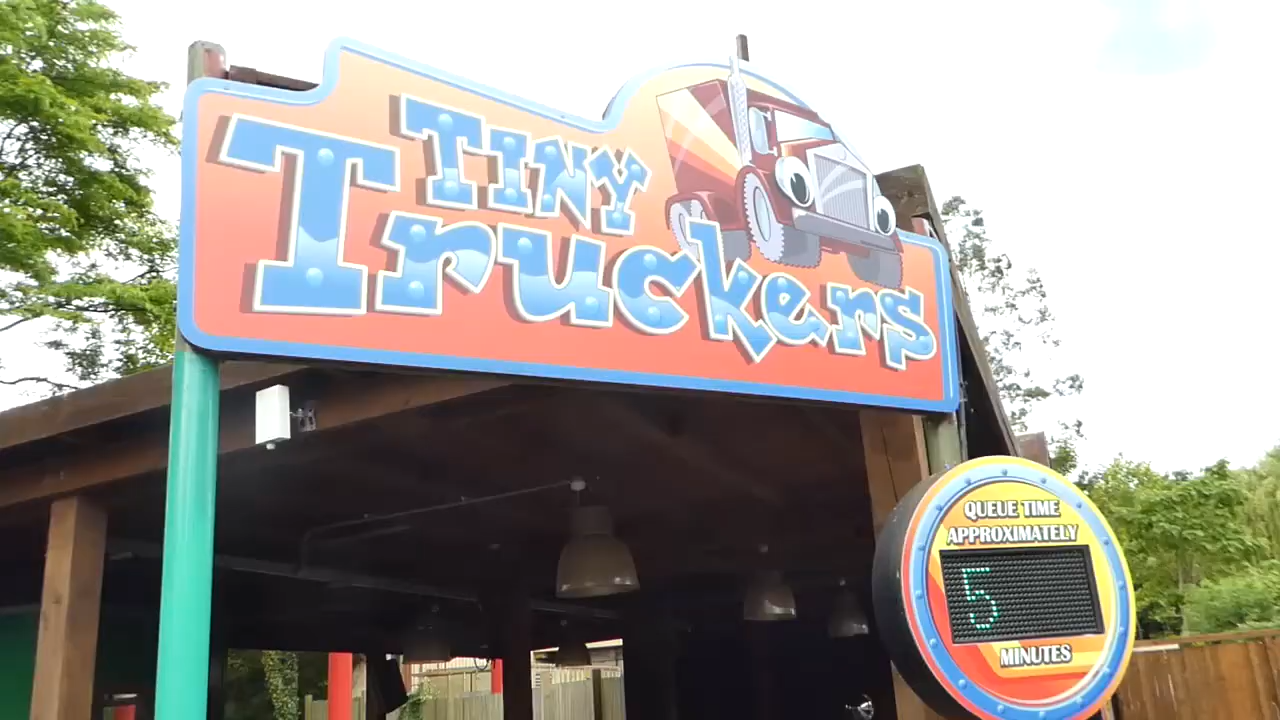 TINY
Truckers
QUEUE TIME
APPROXIMATELY
5
MINUTES